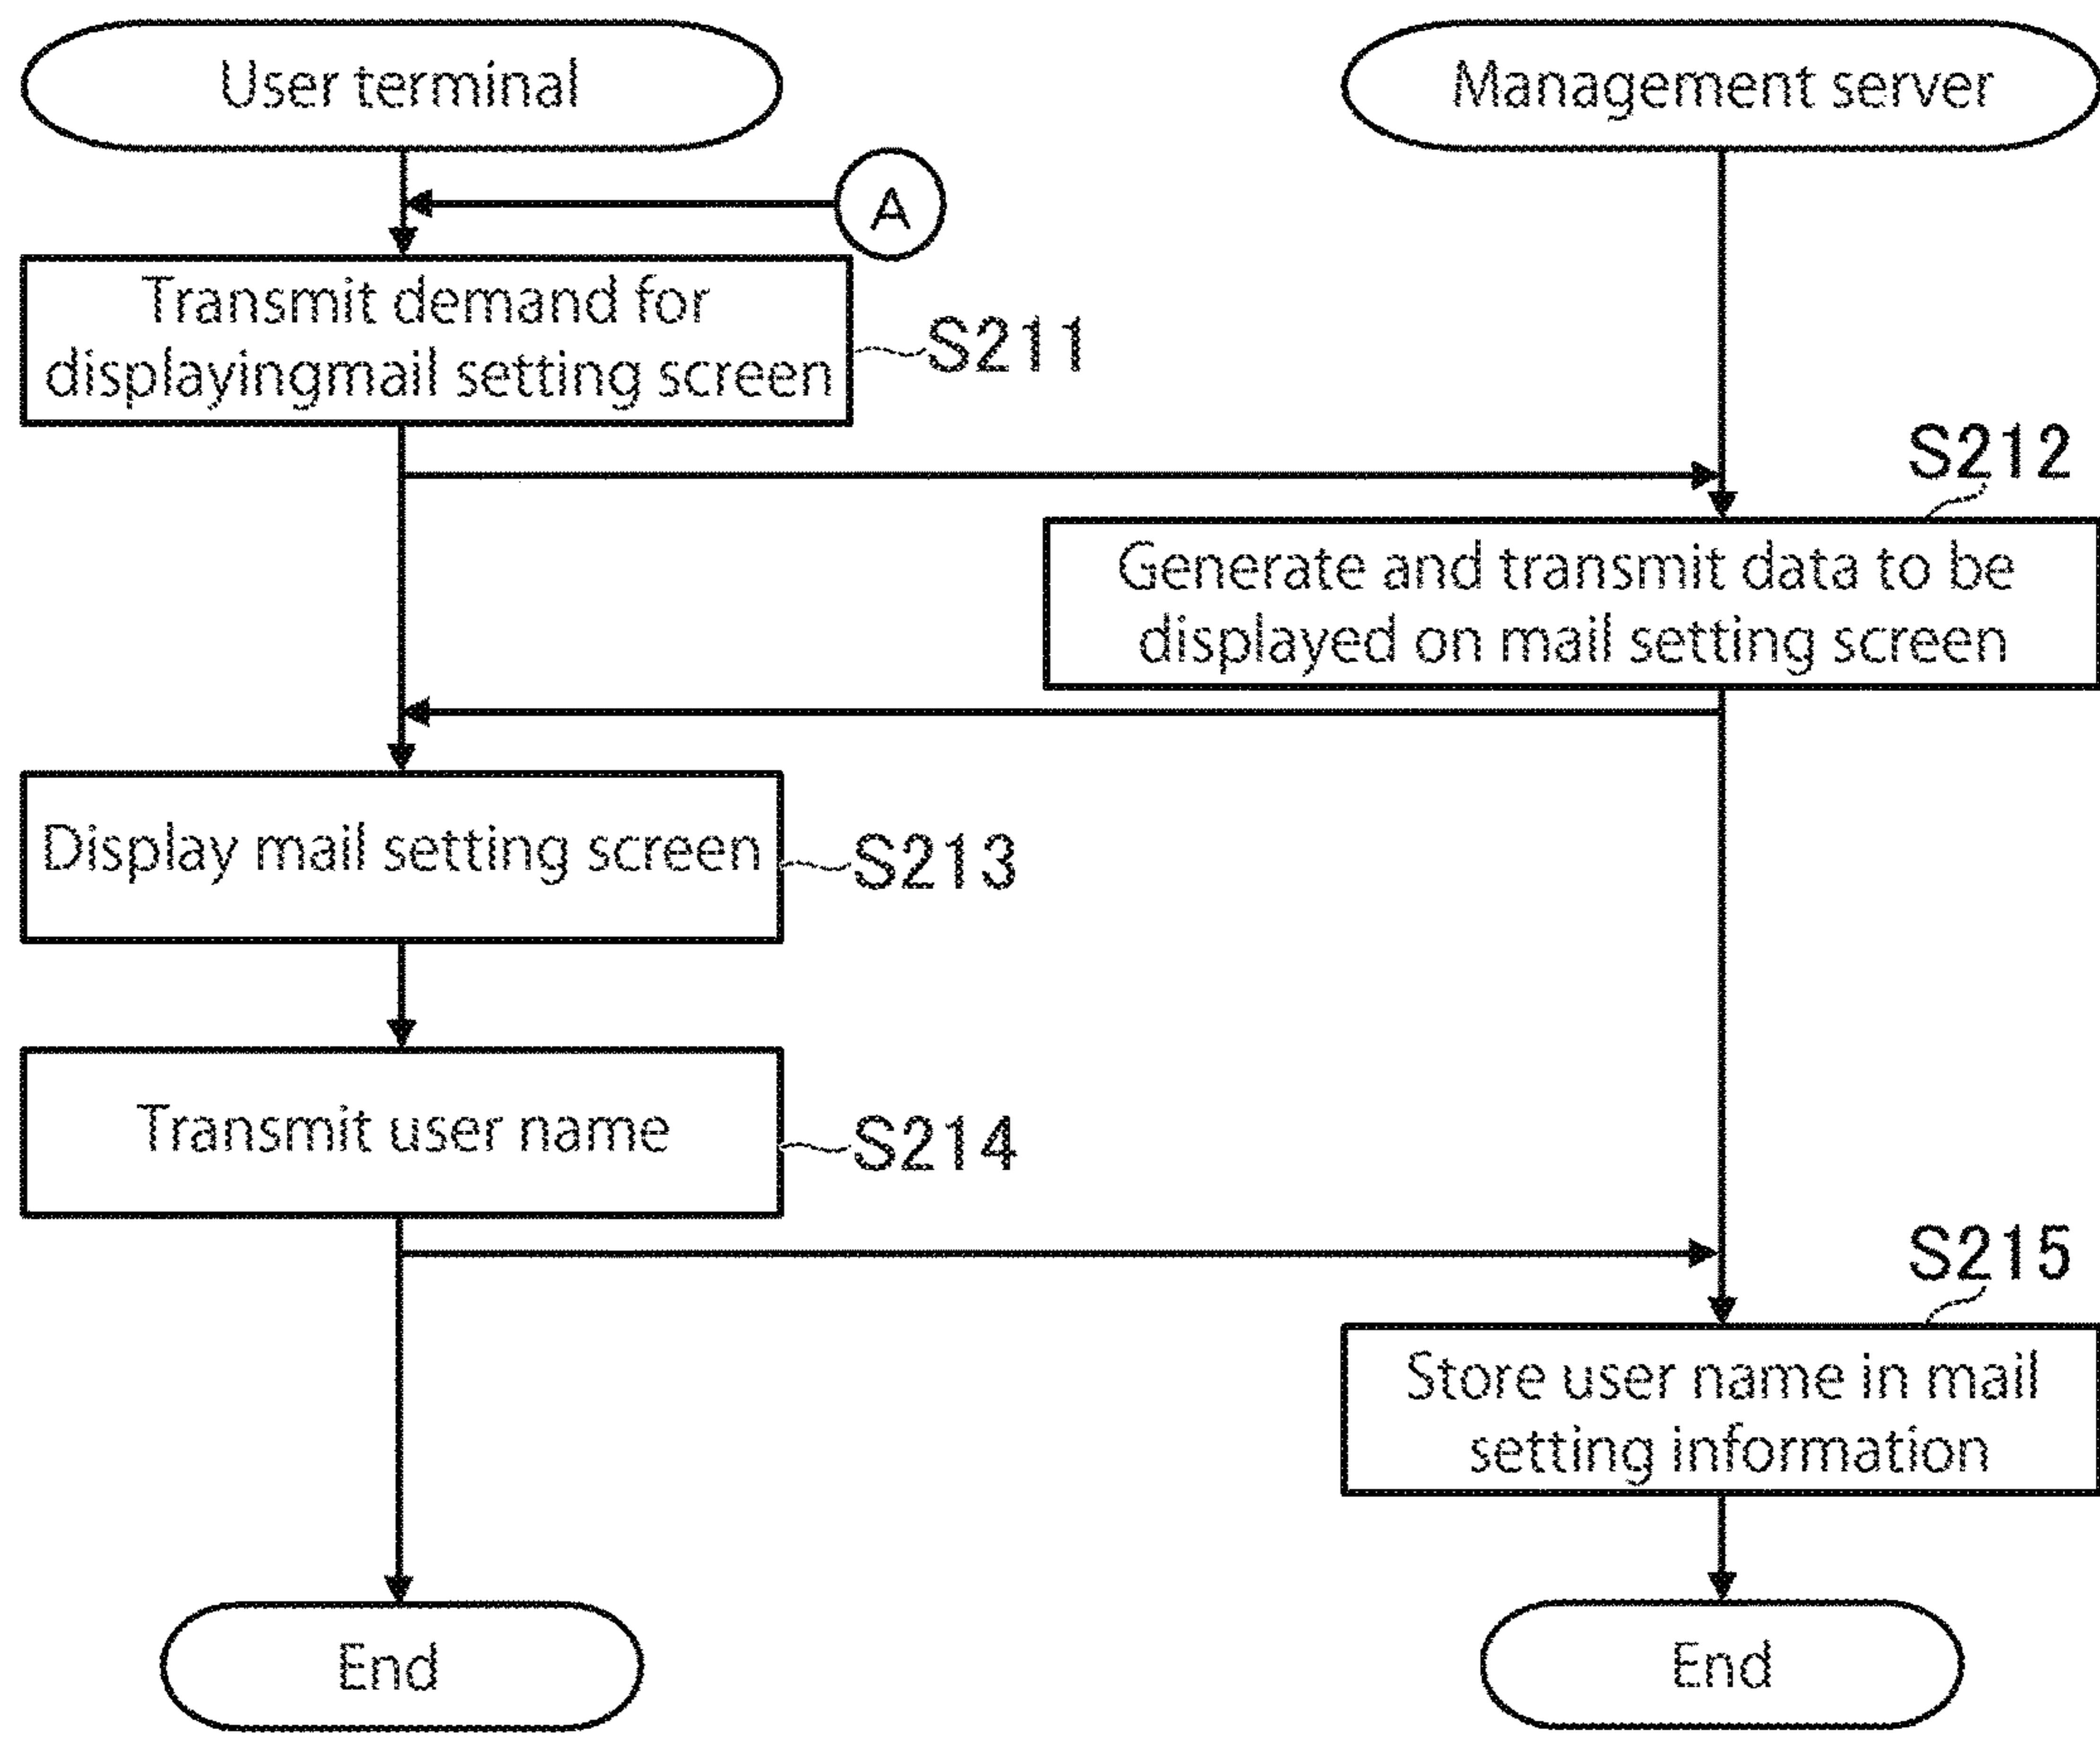 User terminal
Management server
A
Transmit demand for
displayingmail setting screen
S211
S212
Generate and transmit data to be
displayed on mail setting screen
Display mail setting screen
S213
Transmit user name
S214
S215
Store user name in mail
setting information
End
End